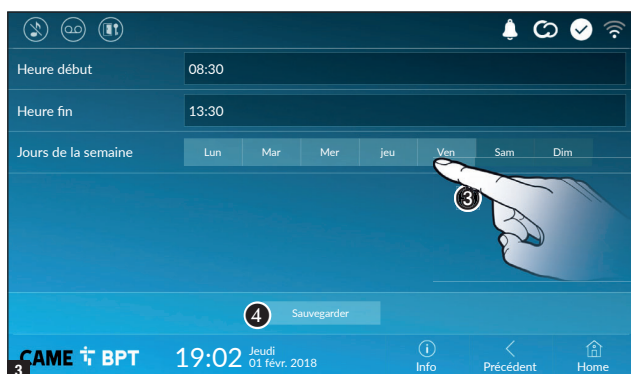 Heure début 08:30
Heure fin 13:30
Jours de la semaine Lun Mar Mer jeu Ven Sam Dim
3
4 Sauvegarder
CAME BPT 19:02 Jeudi
01 févr. 2018
Info Précédent Home
3